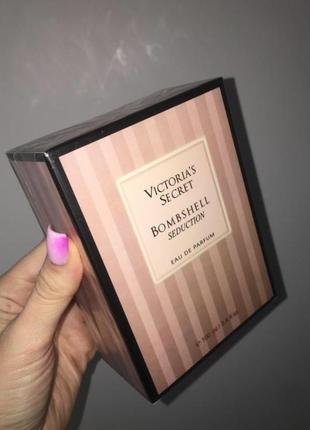 VICTORIA'S
SECRET
BOMBSHELL
SEDUCTION
EAU DE PARFUM